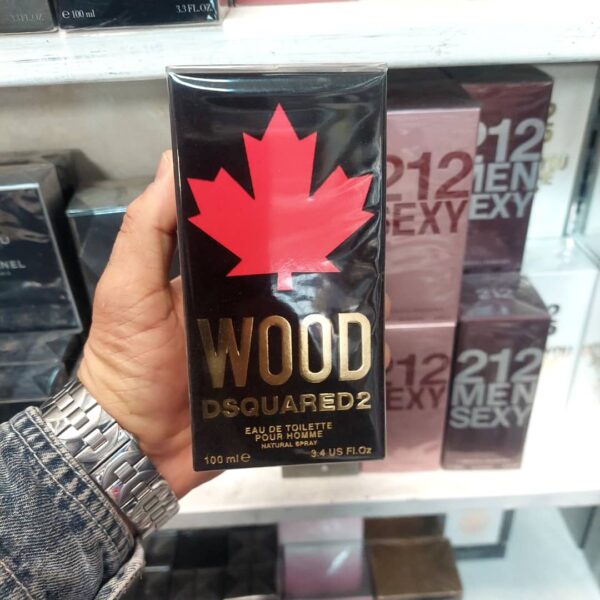 e 100 ml
3.3 FL.OZ
WOOD
DSQUARED2
EAU DE TOILETTE
POUR HOMME
NATURAL SPRAY
100 ml e
3.4 US Fl.Oz
212
SEXY
212
MEN
SEXY
212
SEXY
212
MEN
SEXY